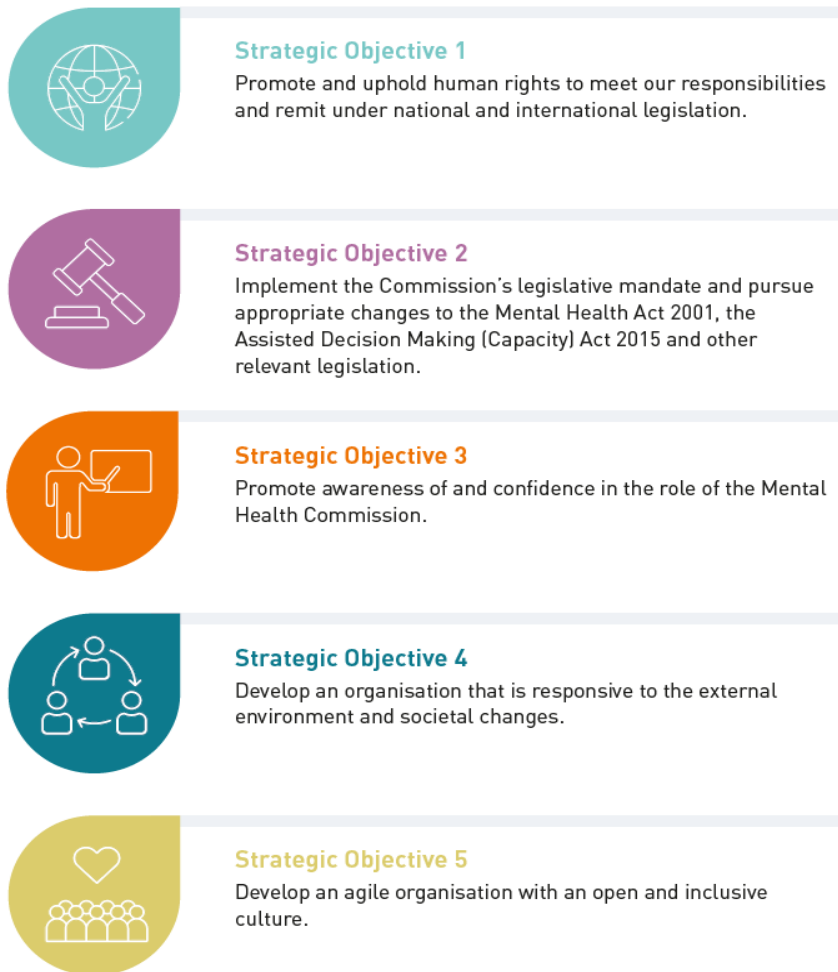 Strategic Objective 1
Promote and uphold human rights to meet our responsibilities
and remit under national and international legislation.
Strategic Objective 2
Implement the Commission's legislative mandate and pursue
appropriate changes to the Mental Health Act 2001, the
Assisted Decision Making (Capacity) Act 2015 and other
relevant legislation.
Strategic Objective 3
Promote awareness of and confidence in the role of the Mental
Health Commission.
Strategic Objective 4
Develop an organisation that is responsive to the external
environment and societal changes.
Strategic Objective 5
Develop an agile organisation with an open and inclusive
culture.